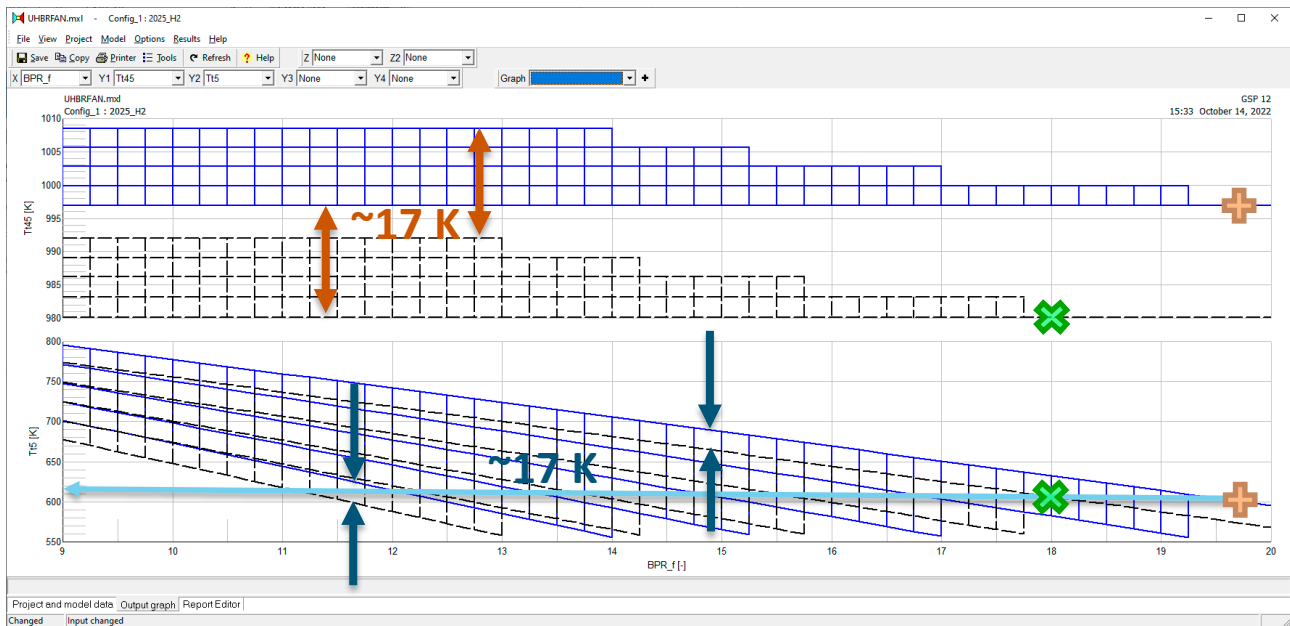 UHBRFAN.mxl - Config_1 : 2025_H2
File View Project Model Options Results Help
Save Copy Printer Tools Refresh ? Help Z None Z2 None
X BPR_f Y1 Tt45 Y2 Tt5 Y3 None Y4 None Graph +
UHBRFAN.mxl GSP 12
Config_1 : 2025_H2 15:33 October 14, 2022
1010
1005
1000
995
990
985
980
Tt45 [K]
~17 K
800
750
700
650
600
550
Tt5 [K]
~17 K
9 10 11 12 13 14 15 16 17 18 19 20
BPR_f [-]
Project and model data Output graph Report Editor
Changed Input changed